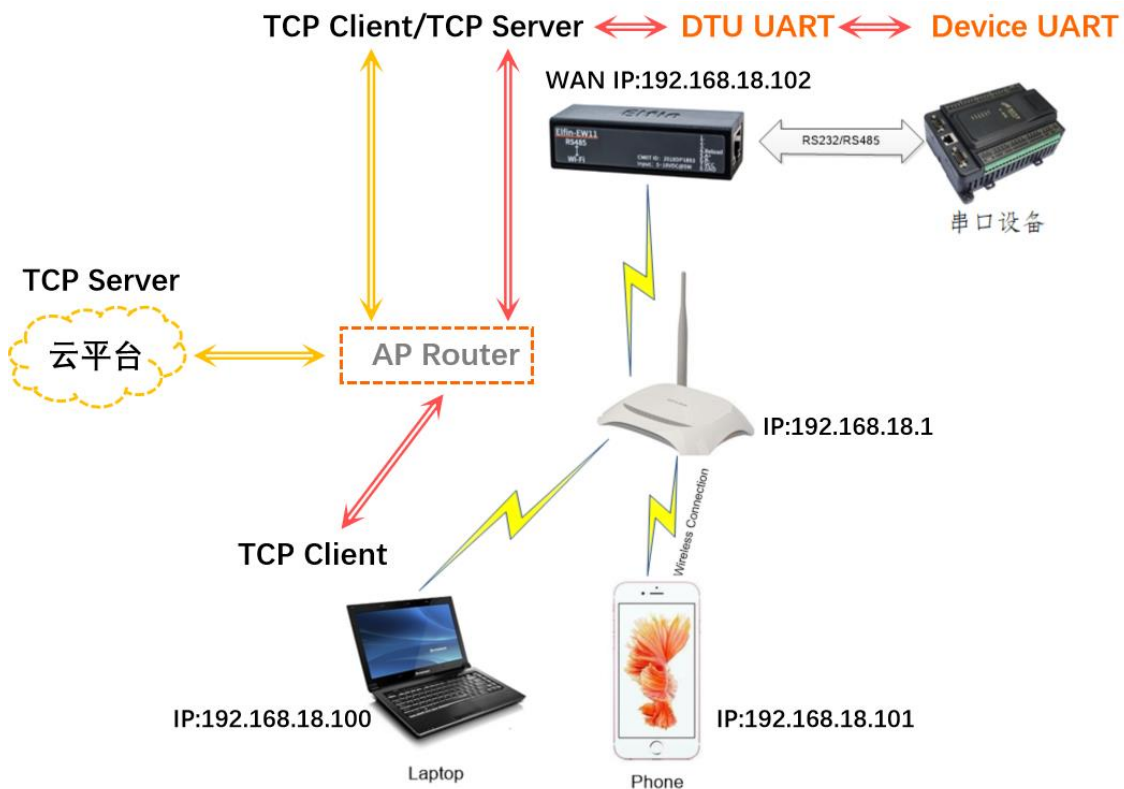 TCP Client/TCP Server
DTU UART
Device UART
WAN IP:192.168.18.102
Elfin
Elfin-EW11
RS485
Wi-Fi
Reload
RS232/RS485
串口设备
TCP Server
云平台
AP Router
IP:192.168.18.1
Wireless Connection
TCP Client
IP:192.168.18.100
IP:192.168.18.101
Laptop
Phone